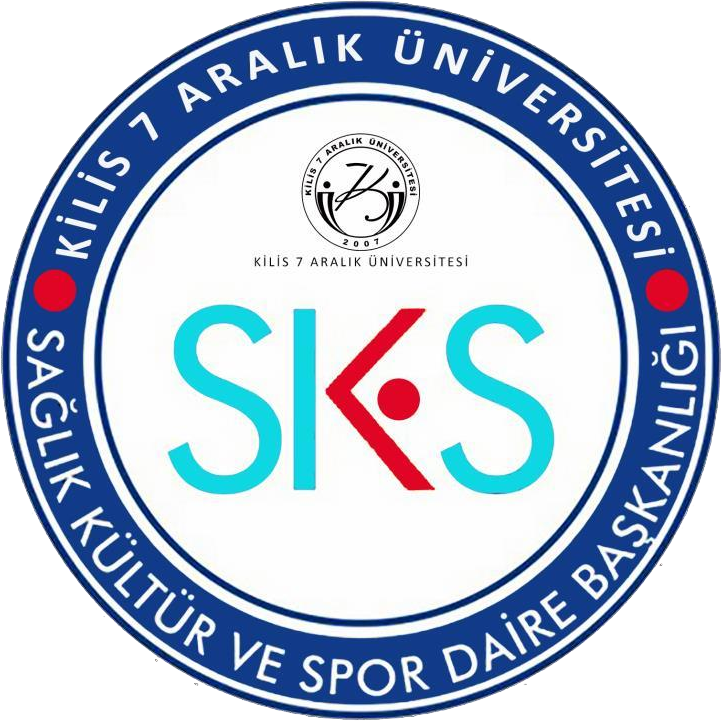 KİLİS 7 ARALIK ÜNİVERSİTESİ
KİLİS 7 ARALIK ÜNİVERSİTESİ
2007
KİLİS 7 ARALIK ÜNİVERSİTESİ
SKS
SAĞLIK KÜLTÜR VE SPOR DAİRE BAŞKANLIĞI